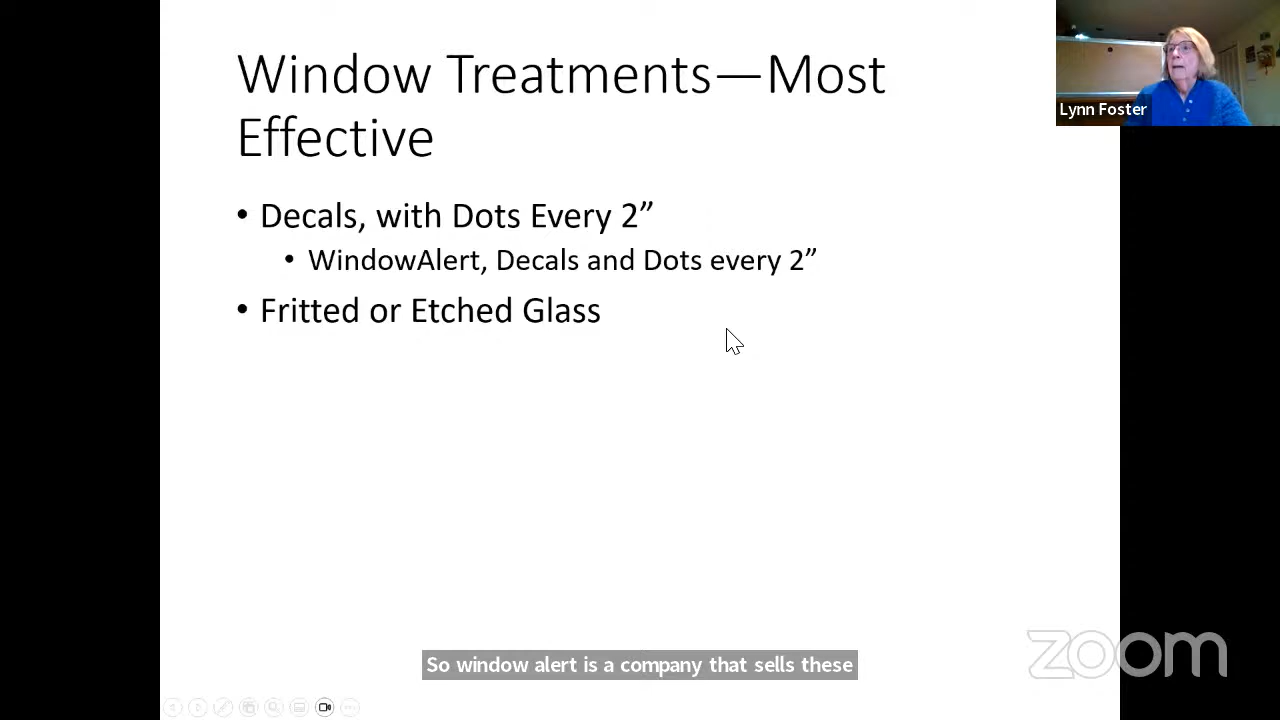 Window Treatments—Most
Effective
• Decals, with Dots Every 2”
• WindowAlert, Decals and Dots every 2”
• Fritted or Etched Glass
Lynn Foster
So window alert is a company that sells these
zoom